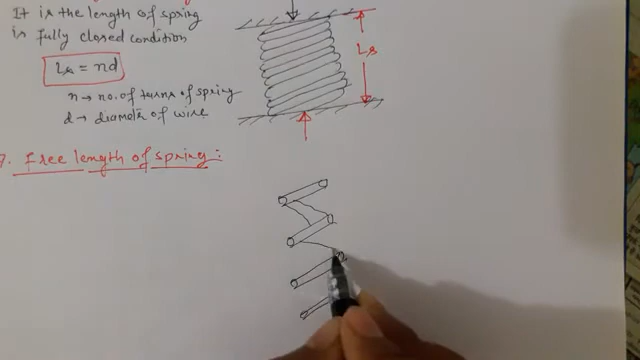 It is the length of spring
in fully closed condition
Ls = nd
n → no. of turns of spring
d → diameter of wire
Ls
7. Free length of spring: